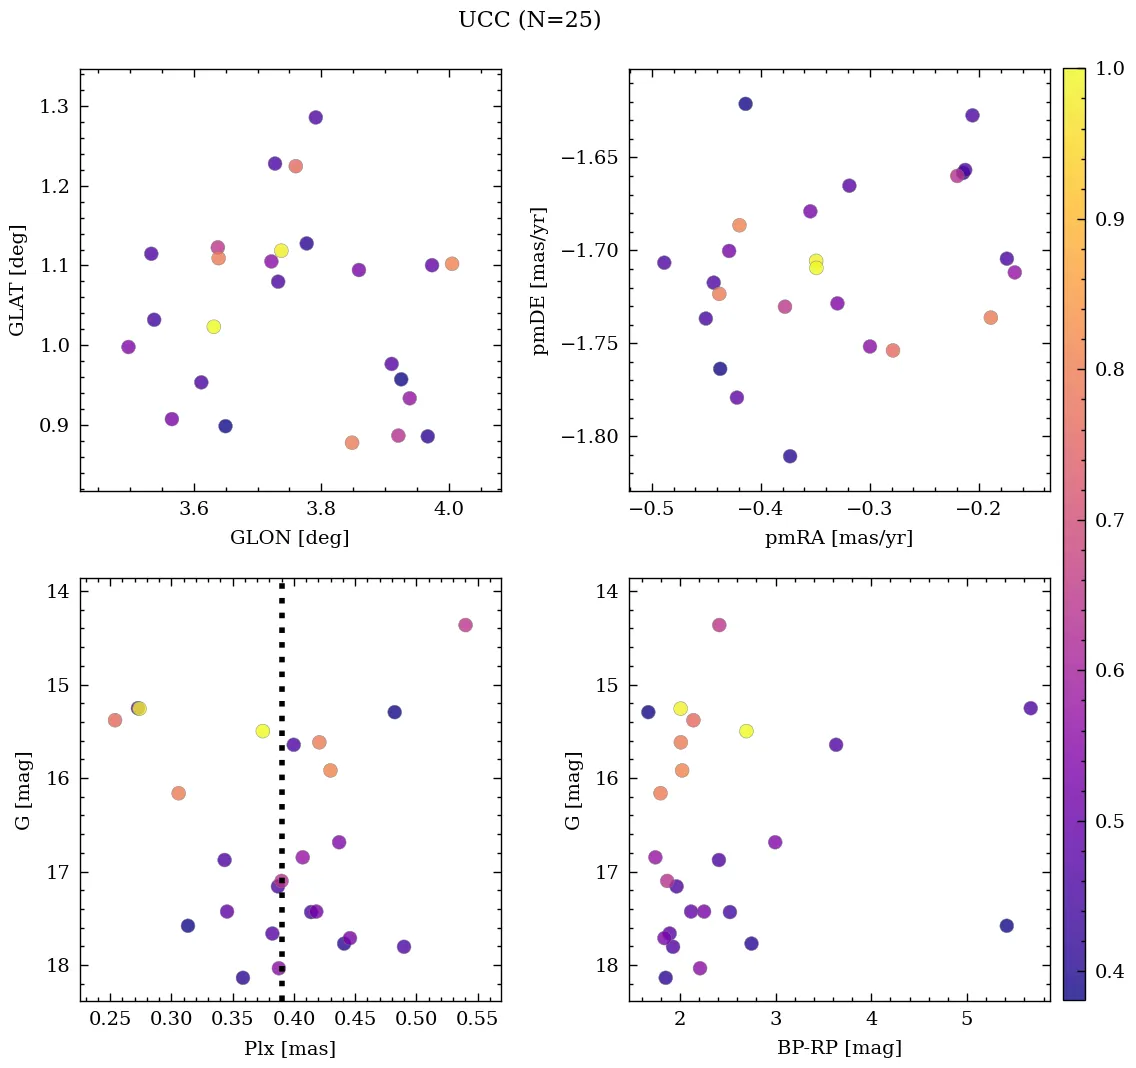 UCC (N=25)
1.3
1.2
1.1
1.0
0.9
GLAT [deg]
3.6 3.8 4.0
GLON [deg]
−1.65
−1.70
−1.75
−1.80
pmDE [mas/yr]
−0.5 −0.4 −0.3 −0.2
pmRA [mas/yr]
14
15
16
17
18
G [mag]
0.25 0.30 0.35 0.40 0.45 0.50 0.55
Plx [mas]
14
15
16
17
18
G [mag]
2 3 4 5
BP-RP [mag]
1.0
0.9
0.8
0.7
0.6
0.5
0.4